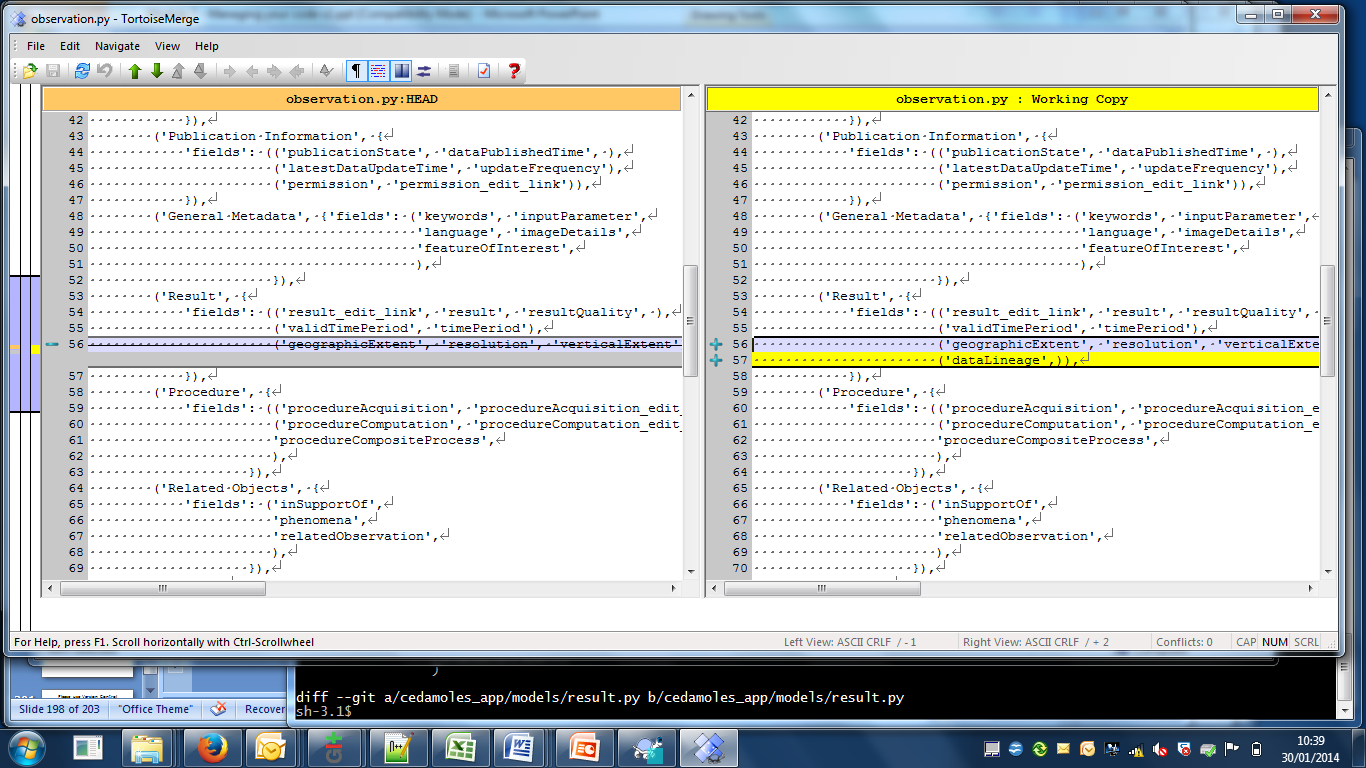 observation.py - TortoiseMerge
File Edit Navigate View Help
observation.py:HEAD
42 }),
43 ('Publication Information', {
44 'fields': (('publicationState', 'dataPublishedTime', ),
45 ('latestDataUpdateTime', 'updateFrequency'),
46 ('permission', 'permission_edit_link')),
47 }),
48 ('General Metadata', {'fields': ('keywords', 'inputParameter',
49 'language', 'imageDetails',
50 'featureOfInterest',
51 ),
52 }),
53 ('Result', {
54 'fields': (('result_edit_link', 'result', 'resultQuality', ),
55 ('validTimePeriod', 'timePeriod'),
56 ('geographicExtent', 'resolution', 'verticalExtent'
57 }),
58 ('Procedure', {
59 'fields': (('procedureAcquisition', 'procedureAcquisition_edit_
60 ('procedureComputation', 'procedureComputation_edit_
61 'procedureCompositeProcess',
62 ),
63 }),
64 ('Related Objects', {
65 'fields': ('inSupportOf',
66 'phenomena',
67 'relatedObservation',
68 ),
69 }),
observation.py : Working Copy
42 }),
43 ('Publication Information', {
44 'fields': (('publicationState', 'dataPublishedTime', ),
45 ('latestDataUpdateTime', 'updateFrequency'),
46 ('permission', 'permission_edit_link')),
47 }),
48 ('General Metadata', {'fields': ('keywords', 'inputParameter',
49 'language', 'imageDetails',
50 'featureOfInterest',
51 ),
52 }),
53 ('Result', {
54 'fields': (('result_edit_link', 'result', 'resultQuality',
55 ('validTimePeriod', 'timePeriod'),
56 ('geographicExtent', 'resolution', 'verticalExte
57 ('dataLineage',)),
58 }),
59 ('Procedure', {
60 'fields': (('procedureAcquisition', 'procedureAcquisition_e
61 ('procedureComputation', 'procedureComputation_e
62 'procedureCompositeProcess',
63 ),
64 }),
65 ('Related Objects', {
66 'fields': ('inSupportOf',
67 'phenomena',
68 'relatedObservation',
69 ),
70 }),
For Help, press F1. Scroll horizontally with Ctrl-Scrollwheel
Left View: ASCII CRLF / - 1
Right View: ASCII CRLF / + 2
Conflicts: 0
CAP NUM SCRL
)
diff --git a/cedamoles_app/models/result.py b/cedamoles_app/models/result.py
sh-3.1$
Slide 198 of 203 "Office Theme" Recover
10:39
30/01/2014